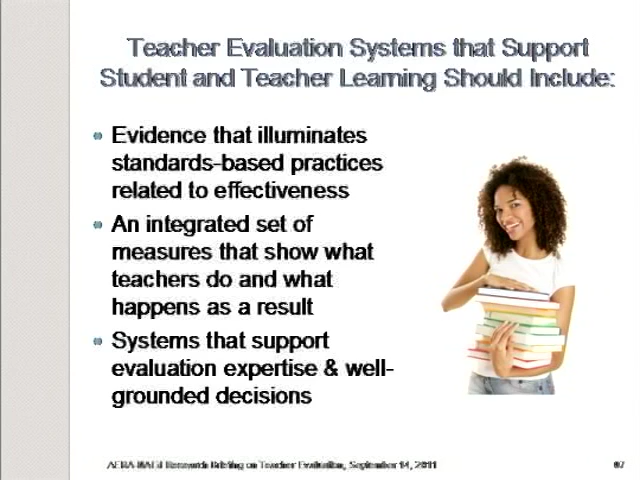 Teacher Evaluation Systems that Support
Student and Teacher Learning Should Include:
Evidence that illuminates
standards-based practices
related to effectiveness
An integrated set of
measures that show what
teachers do and what
happens as a result
Systems that support
evaluation expertise & well-
grounded decisions
Research Briefing on Teacher Evaluation, September 14, 2011